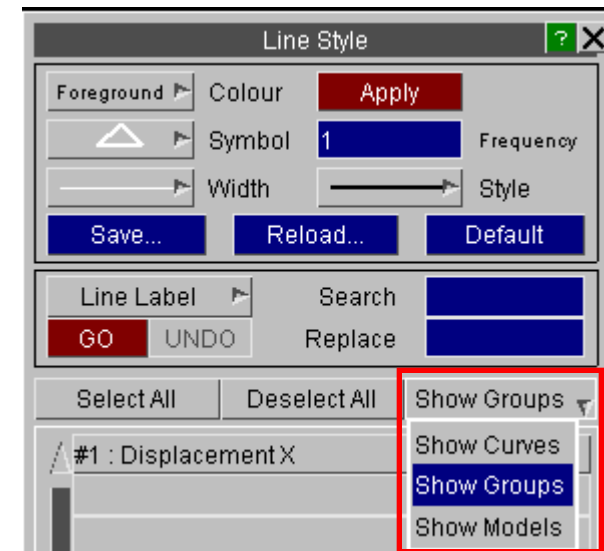 Line Style ? X
Foreground Colour Apply
Symbol 1 Frequency
Width Style
Save... Reload... Default
Line Label Search
GO UNDO Replace
Select All Deselect All Show Groups
#1 : Displacement X Show Curves
Show Groups
Show Models